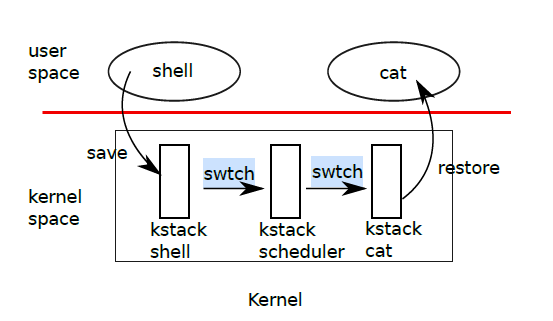 user
space
shell
cat
save
swtch
swtch
restore
kernel
space
kstack
shell
kstack
scheduler
kstack
cat
Kernel